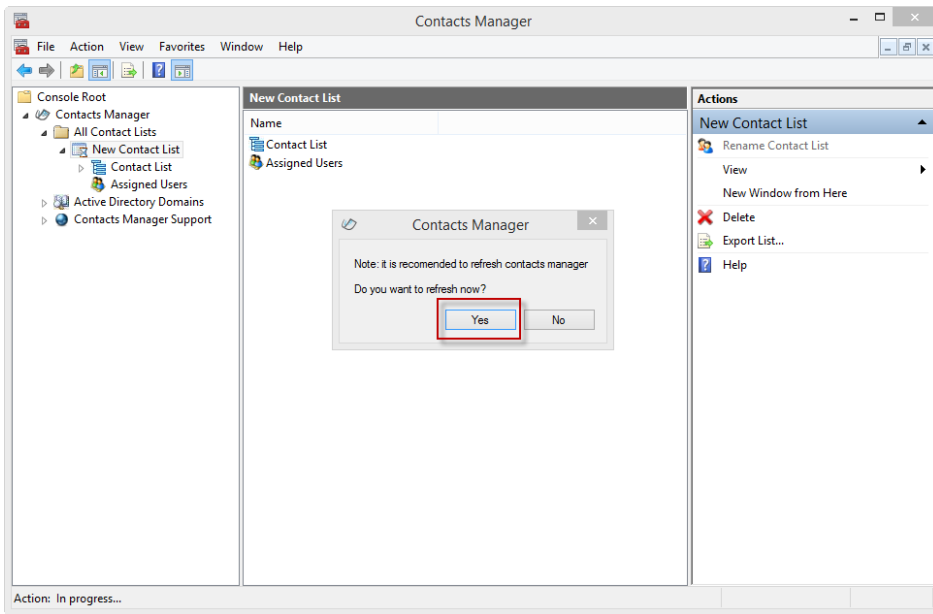 Contacts Manager
File Action View Favorites Window Help
Console Root
Contacts Manager
All Contact Lists
New Contact List
Contact List
Assigned Users
Active Directory Domains
Contacts Manager Support
New Contact List
Name
Contact List
Assigned Users
Contacts Manager
Note: it is recomended to refresh contacts manager
Do you want to refresh now?
Yes No
Actions
New Contact List
Rename Contact List
View
New Window from Here
Delete
Export List...
Help
Action: In progress...